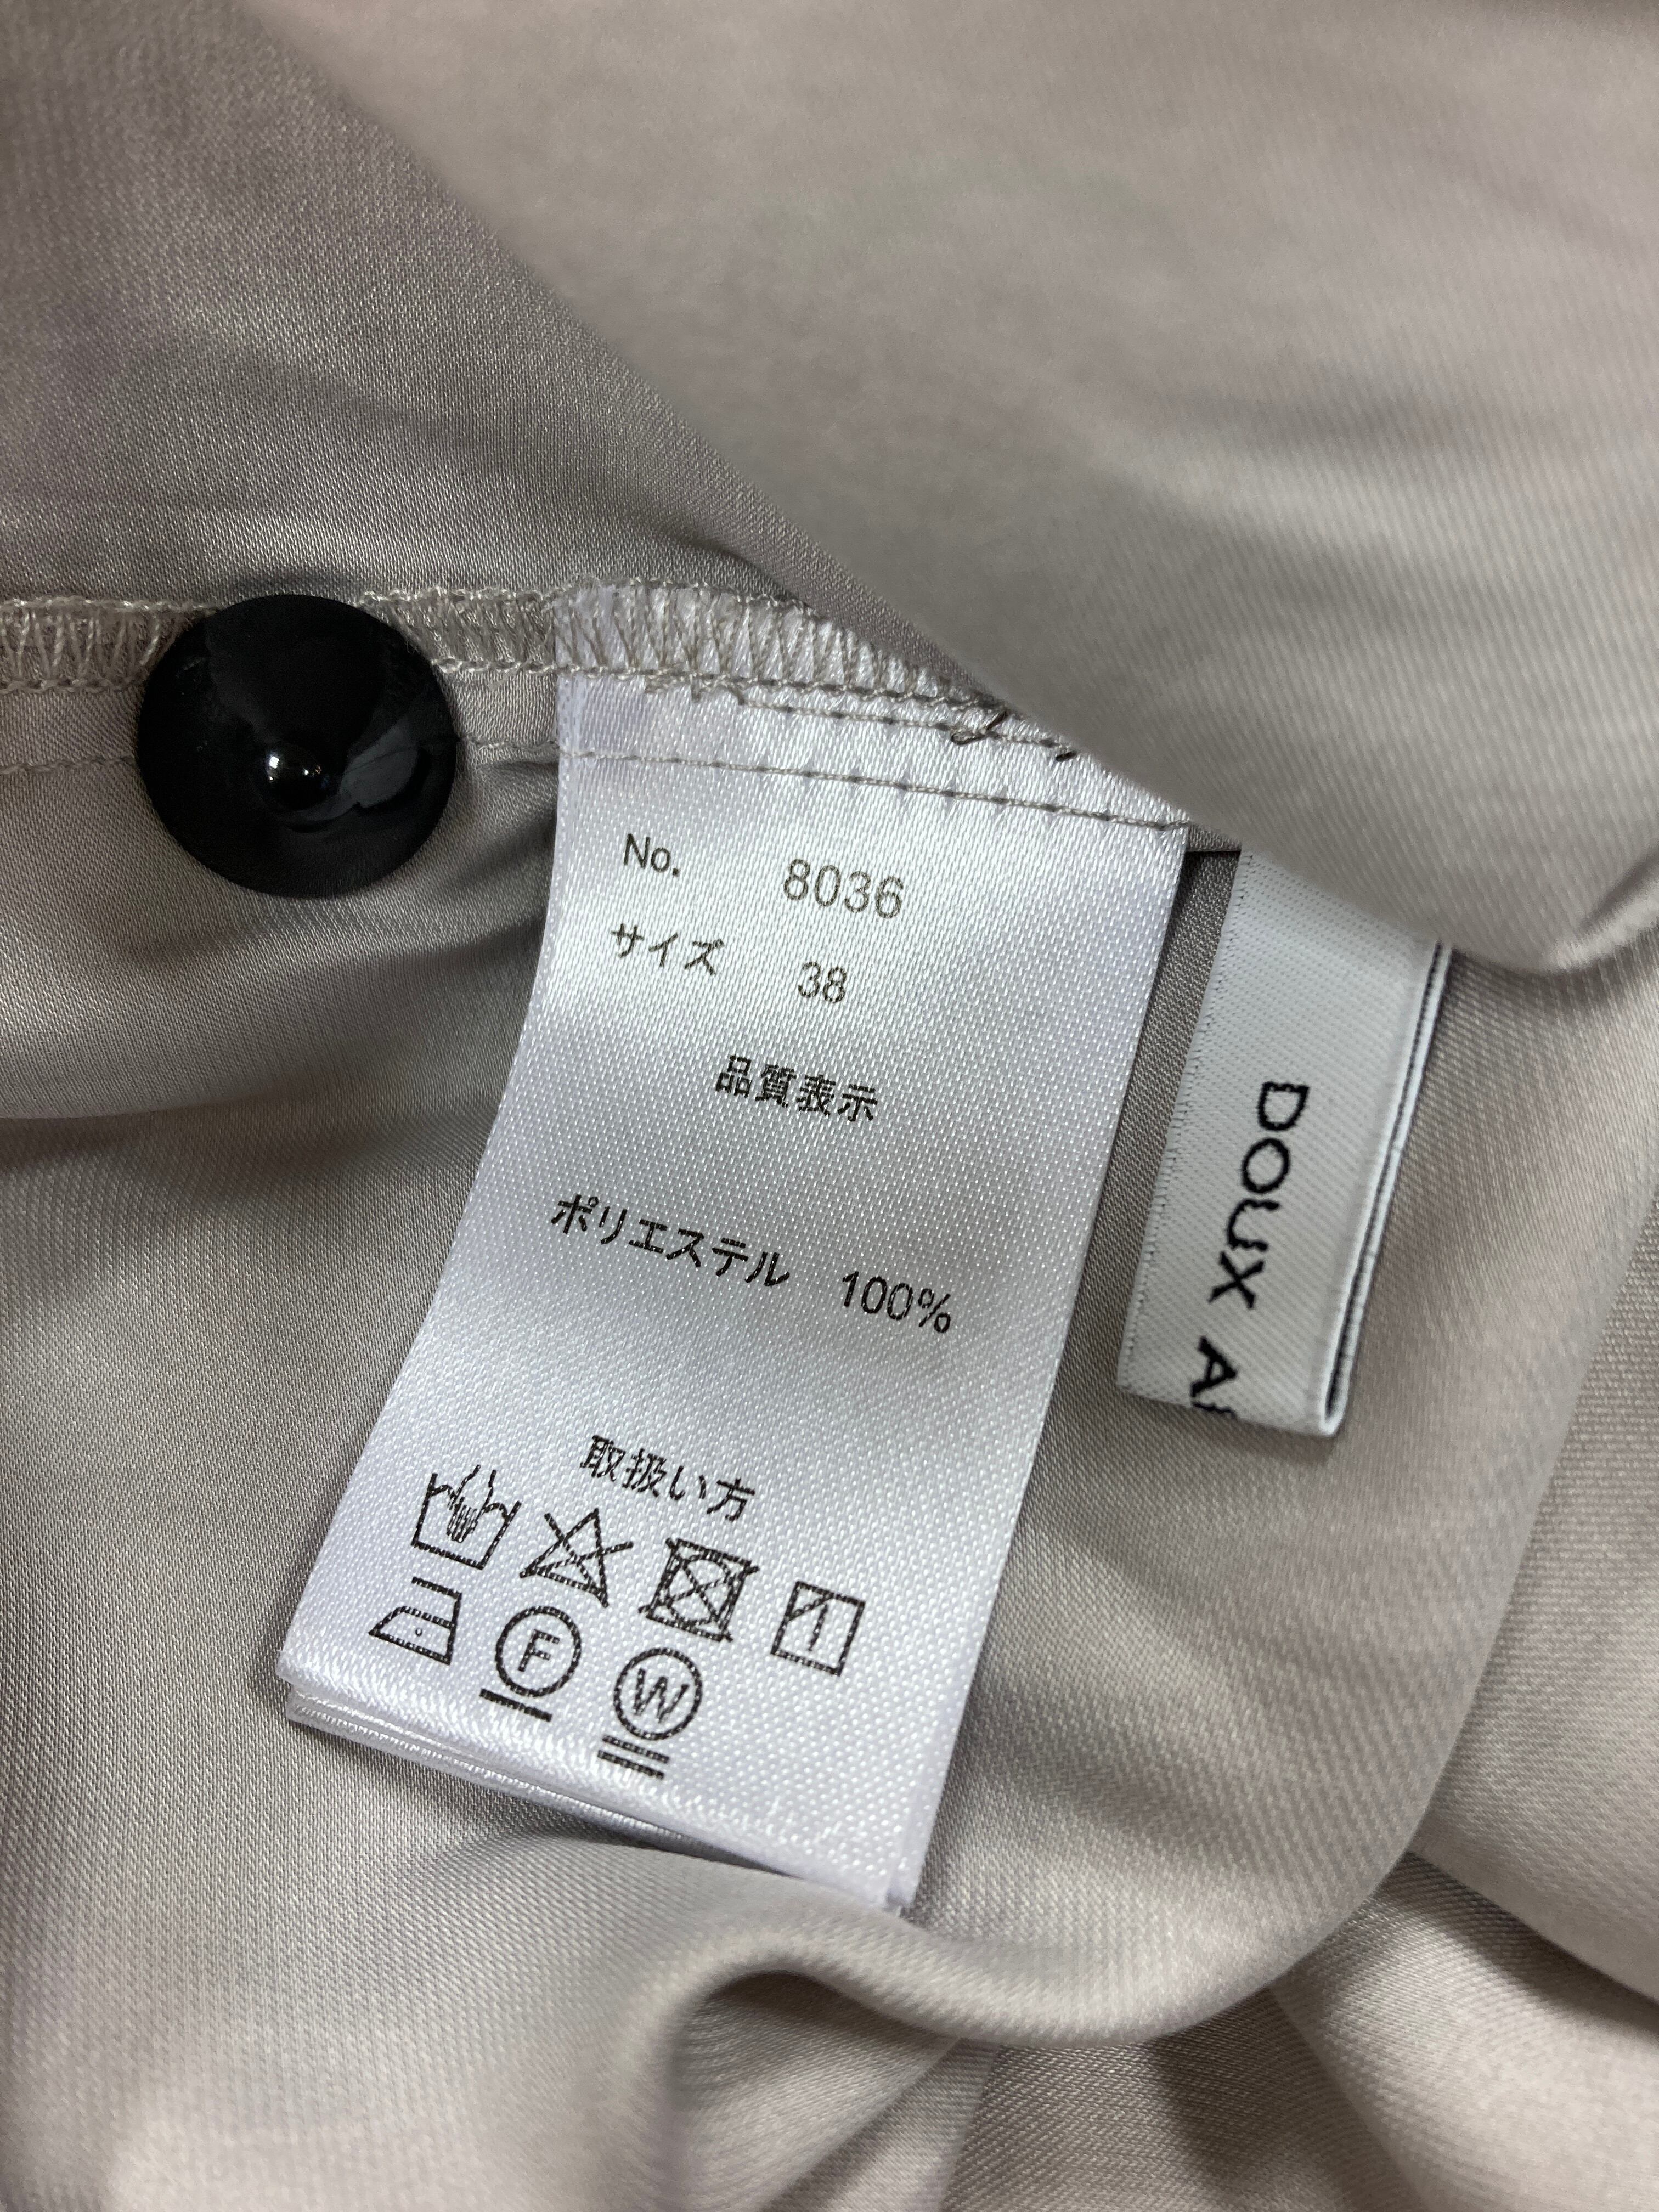 No. 8036
サイズ 38
品質表示
ポリエステル 100%
取扱い方
F
W
DOUX